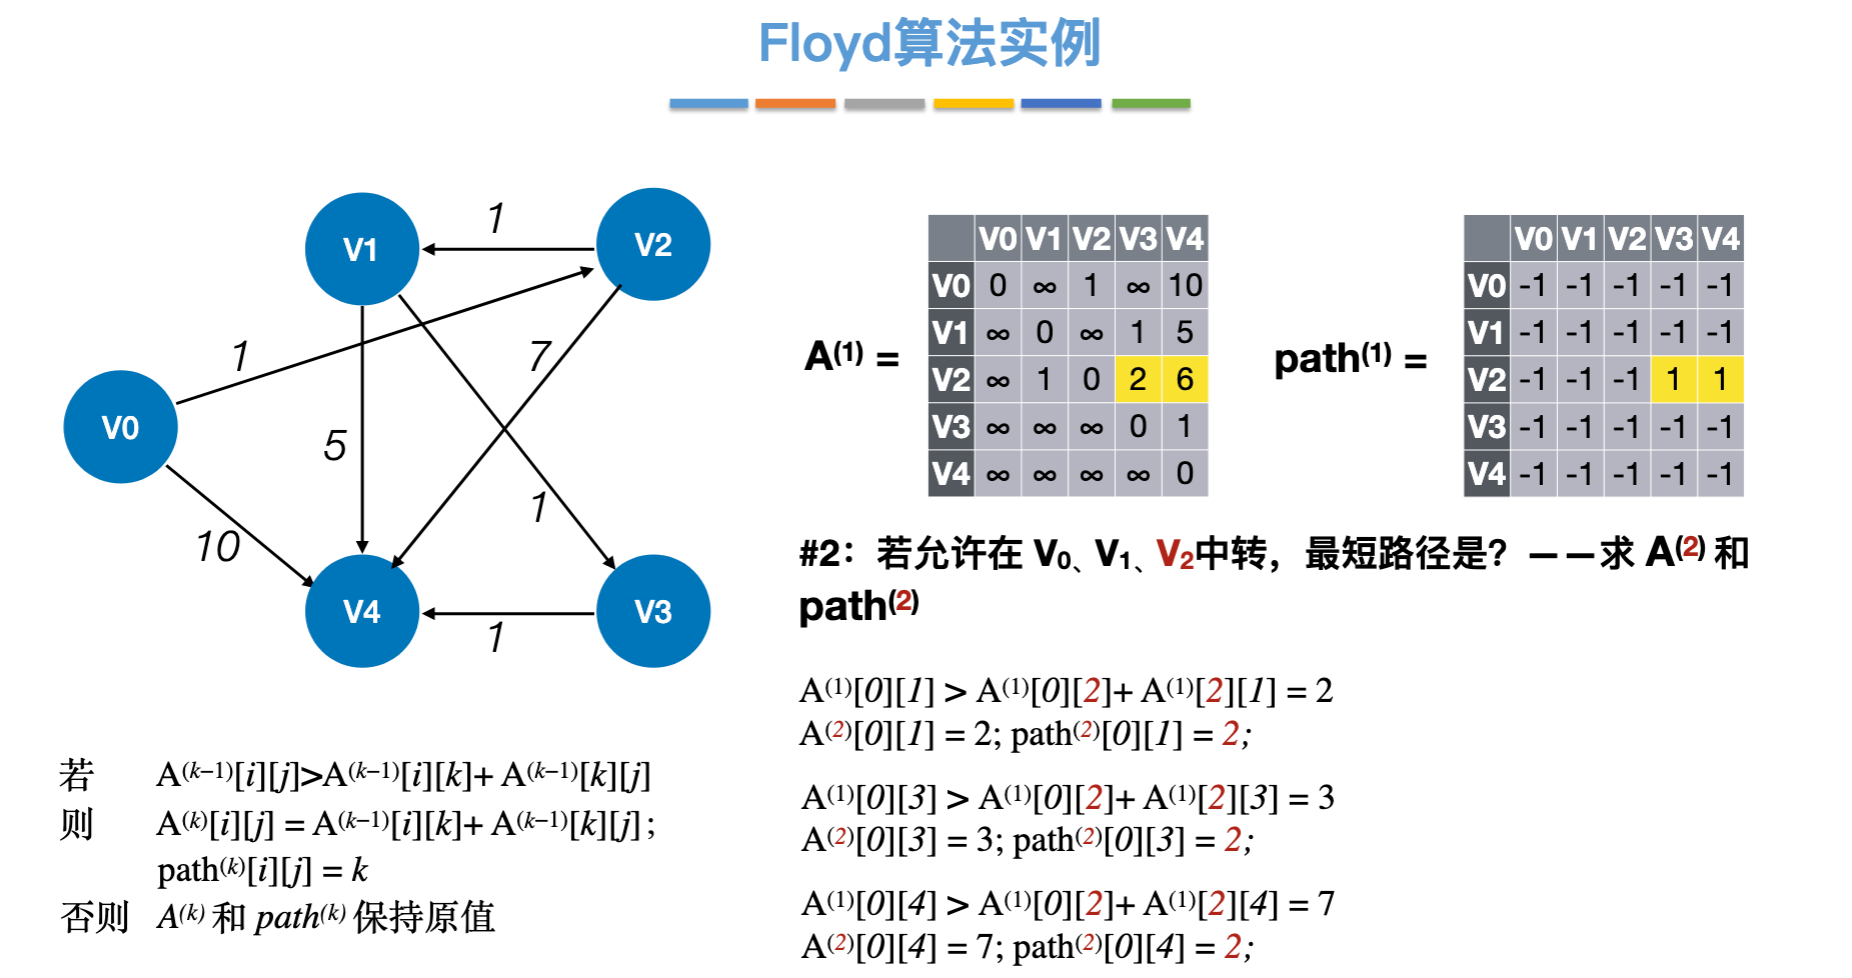 Floyd算法实例
V1
V2
V0
V4
V3
1
1
7
5
1
10
1
A(1) =
V0 V1 V2 V3 V4
V0 0 ∞ 1 ∞ 10
V1 ∞ 0 ∞ 1 5
V2 ∞ 1 0 2 6
V3 ∞ ∞ ∞ 0 1
V4 ∞ ∞ ∞ ∞ 0
path(1) =
V0 V1 V2 V3 V4
V0 -1 -1 -1 -1 -1
V1 -1 -1 -1 -1 -1
V2 -1 -1 -1 1 1
V3 -1 -1 -1 -1 -1
V4 -1 -1 -1 -1 -1
#2：若允许在 V0、V1、V2中转，最短路径是？——求 A(2) 和
path(2)
A(1)[0][1] > A(1)[0][2]+ A(1)[2][1] = 2
A(2)[0][1] = 2; path(2)[0][1] = 2;
A(1)[0][3] > A(1)[0][2]+ A(1)[2][3] = 3
A(2)[0][3] = 3; path(2)[0][3] = 2;
A(1)[0][4] > A(1)[0][2]+ A(1)[2][4] = 7
A(2)[0][4] = 7; path(2)[0][4] = 2;
若 A(k−1)[i][j]>A(k−1)[i][k]+ A(k−1)[k][j]
则 A(k)[i][j] = A(k−1)[i][k]+ A(k−1)[k][j] ;
path(k)[i][j] = k
否则 A(k) 和 path(k) 保持原值